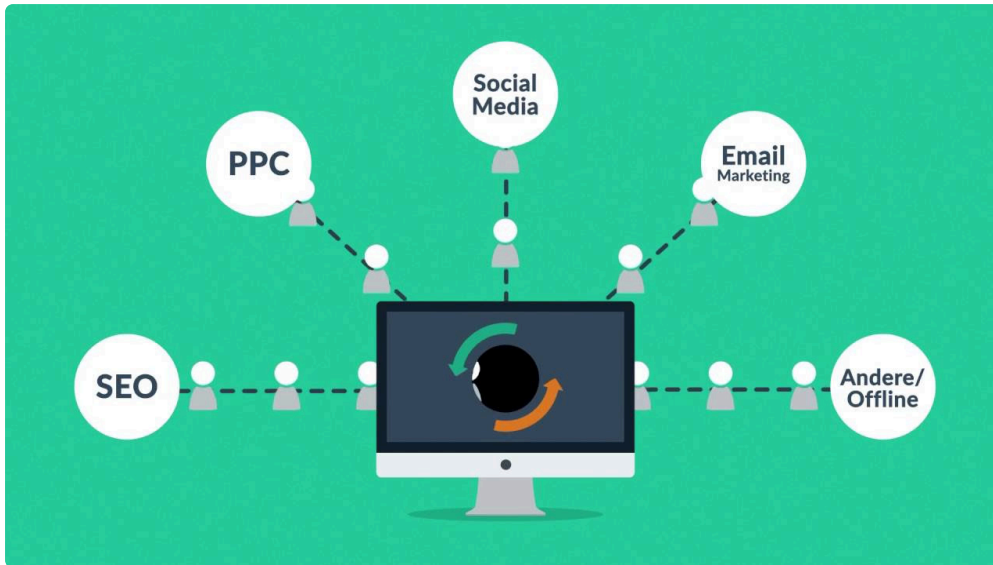 Social
Media
PPC
Email
Marketing
SEO
Andere/
Offline